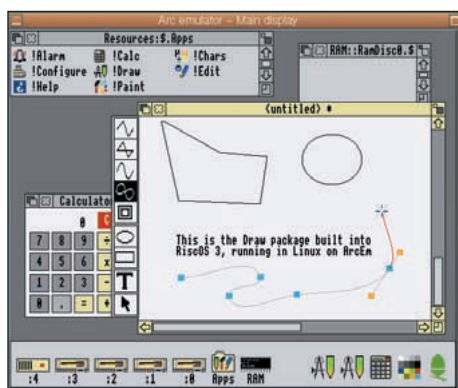 Arc emulator - Main display
Resources:$.Apps
!Alarm
!Calc
!Chars
!Configure
!Draw
!Edit
!Help
!Paint
RAM::RamDisc0.$
<untitled> *
Calculator
0
C
7 8 9 ÷
4 5 6 x
1 2 3 -
0 . = +
T
This is the Draw package built into
RiscOS 3, running in Linux on ArcEm
:4 :3 :2 :1 :0 Apps RAM